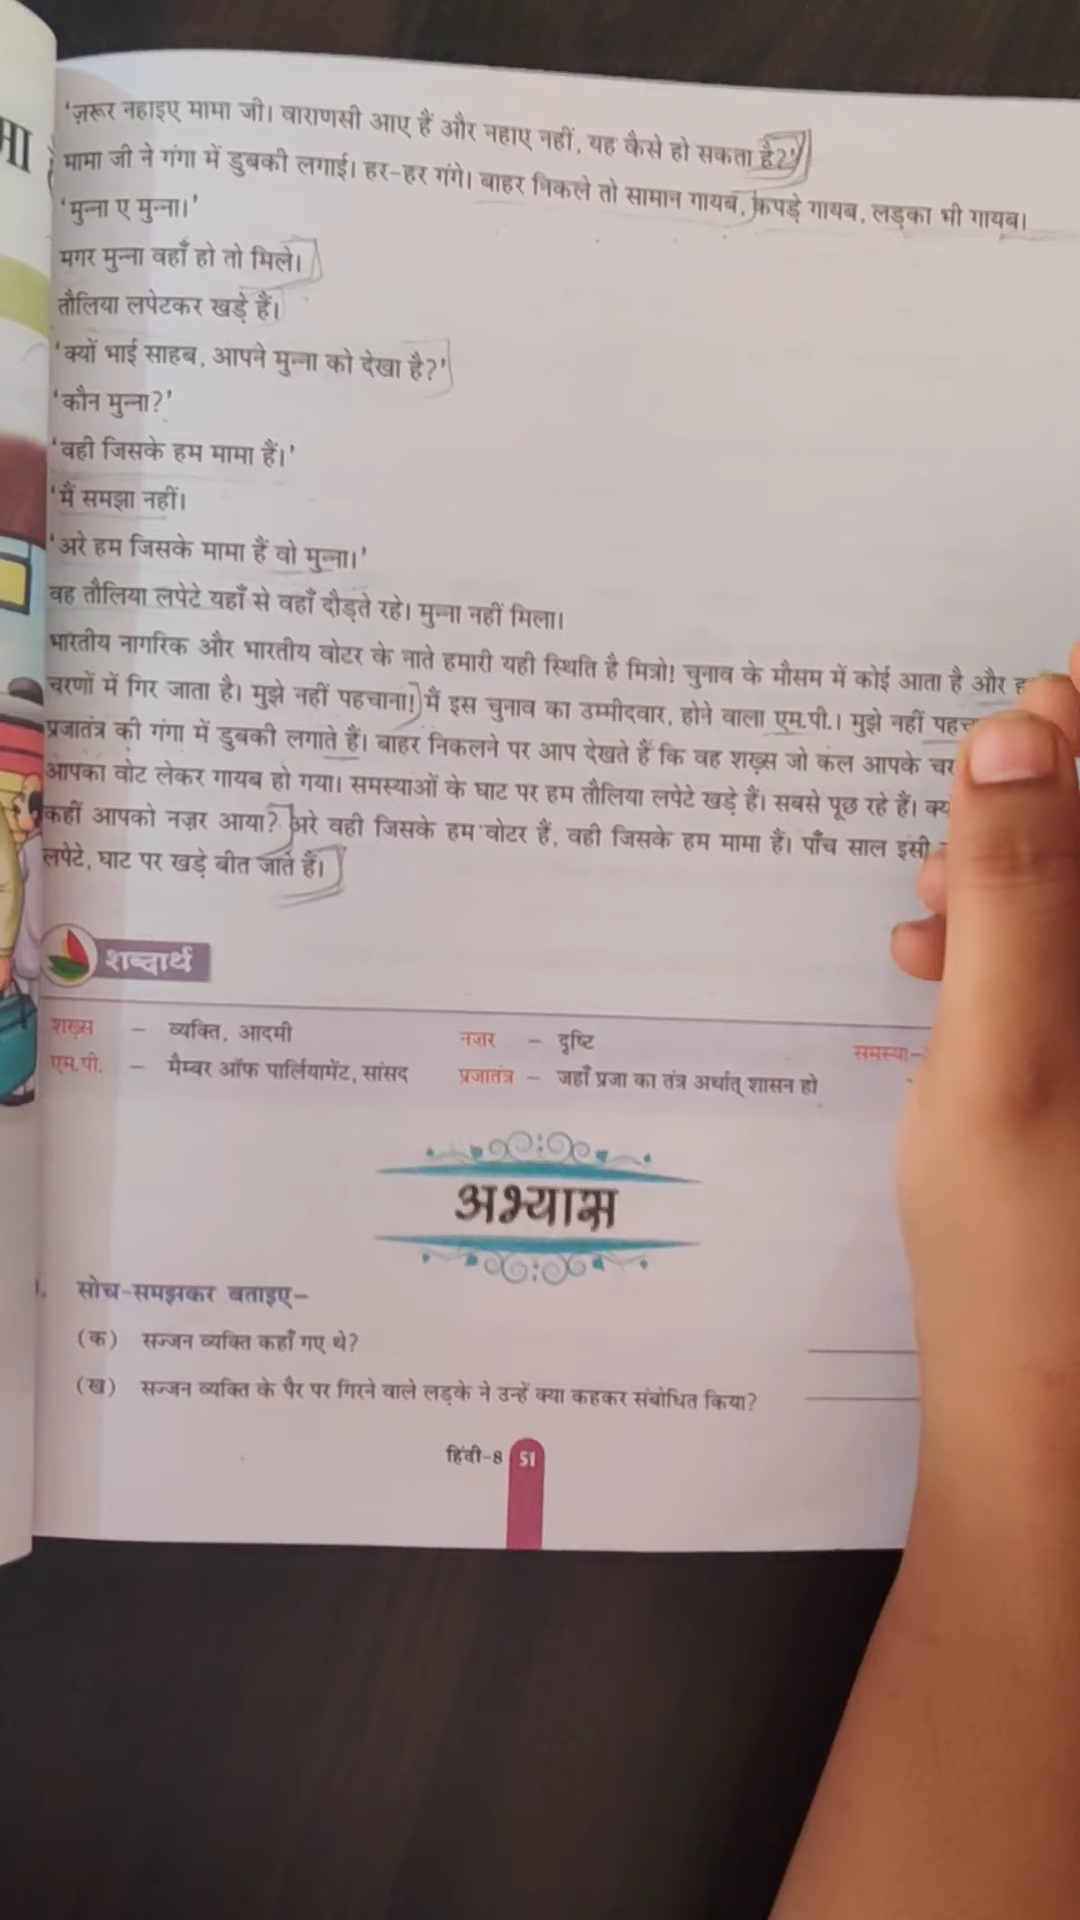 मा
'ज़रूर नहाइए मामा जी। वाराणसी आए हैं और नहाए नहीं, यह कैसे हो सकता है?'
मामा जी ने गंगा में डुबकी लगाई। हर-हर गंगे। बाहर निकले तो सामान गायब, कपड़े गायब, लड़का भी गायब।
'मुन्ना ए मुन्ना।'
मगर मुन्ना वहाँ हो तो मिले।
तौलिया लपेटकर खड़े हैं।
'क्यों भाई साहब, आपने मुन्ना को देखा है?'
'कौन मुन्ना?'
'वही जिसके हम मामा हैं।'
'मैं समझा नहीं।
'अरे हम जिसके मामा हैं वो मुन्ना।'
वह तौलिया लपेटे यहाँ से वहाँ दौड़ते रहे। मुन्ना नहीं मिला।
भारतीय नागरिक और भारतीय वोटर के नाते हमारी यही स्थिति है मित्रो! चुनाव के मौसम में कोई आता है और
चरणों में गिर जाता है। मुझे नहीं पहचाना! मैं इस चुनाव का उम्मीदवार, होने वाला एम.पी.। मुझे नहीं
प्रजातंत्र की गंगा में डुबकी लगाते हैं। बाहर निकलने पर आप देखते हैं कि वह शख़्स जो कल आपके
आपका वोट लेकर गायब हो गया। समस्याओं के घाट पर हम तौलिया लपेटे खड़े हैं। सबसे पूछ रहे हैं।
कहीं आपको नज़र आया? अरे वही जिसके हम वोटर हैं, वही जिसके हम मामा हैं। पाँच साल इसी
लपेटे, घाट पर खड़े बीत जाते हैं।
शब्दार्थ
शख़्स – व्यक्ति, आदमी नज़र – दृष्टि समस्या–
एम.पी. – मैम्बर ऑफ पार्लियामेंट, सांसद प्रजातंत्र – जहाँ प्रजा का तंत्र अर्थात् शासन हो
अभ्यास
1. सोच-समझकर बताइए–
(क) सज्जन व्यक्ति कहाँ गए थे?
(ख) सज्जन व्यक्ति के पैर पर गिरने वाले लड़के ने उन्हें क्या कहकर संबोधित किया?
हिंदी-8 51